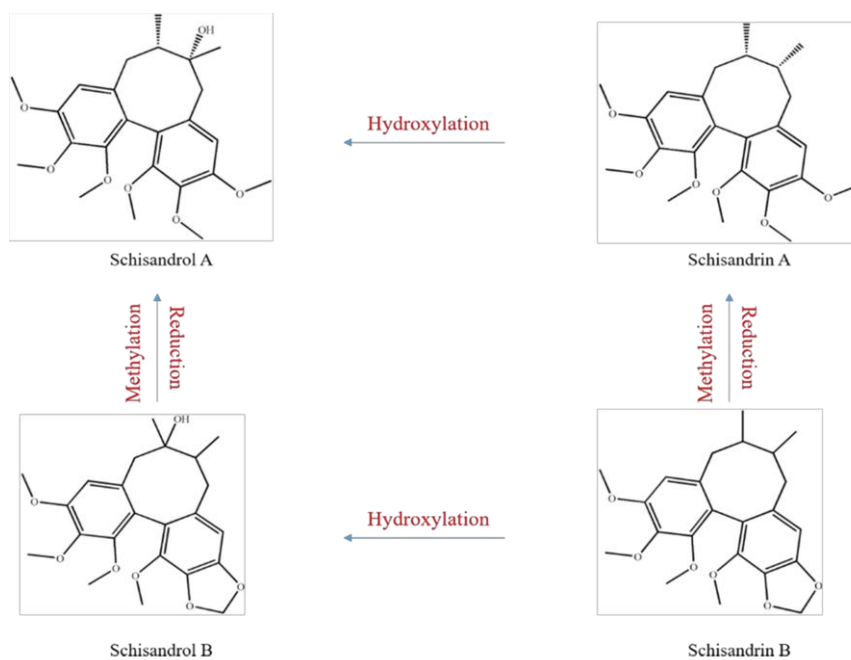 OH
O
O
O
O
O
O
Schisandrol A
Hydroxylation
O
O
O
O
O
O
Schisandrin A
Methylation
Reduction
Methylation
Reduction
OH
O
O
O
O
O
O
Schisandrol B
Hydroxylation
O
O
O
O
O
O
Schisandrin B